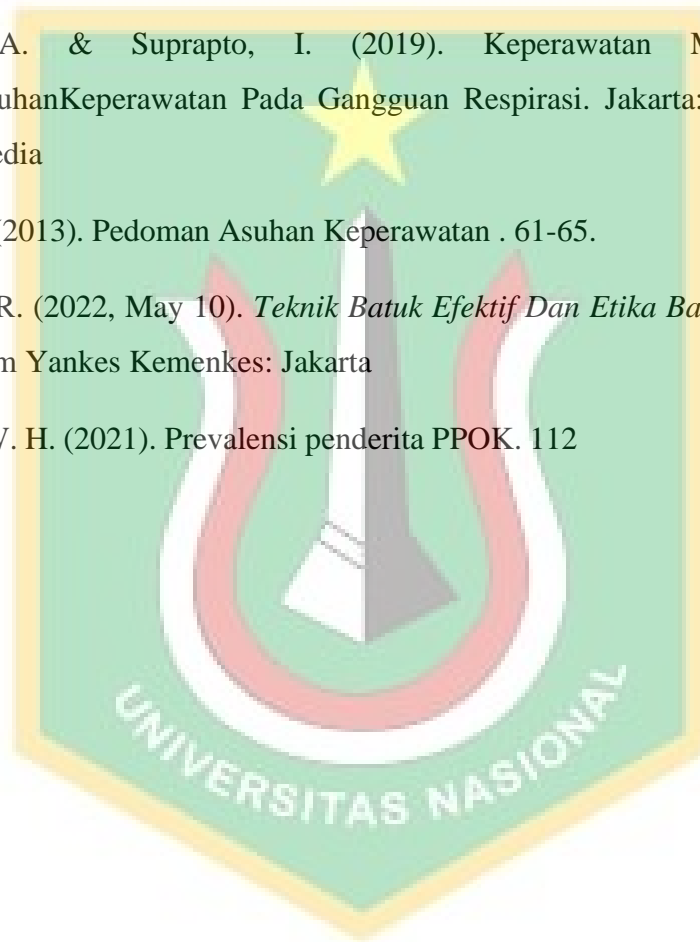 A. & Suprapto, I. (2019). Keperawatan
uhanKeperawatan Pada Gangguan Respirasi. Jakarta:
edia
2013). Pedoman Asuhan Keperawatan . 61-65.
R. (2022, May 10). Teknik Batuk Efektif Dan Etika Ba
m Yankes Kemenkes: Jakarta
. H. (2021). Prevalensi penderita PPOK. 112
UNIVERSITAS NASIONAL